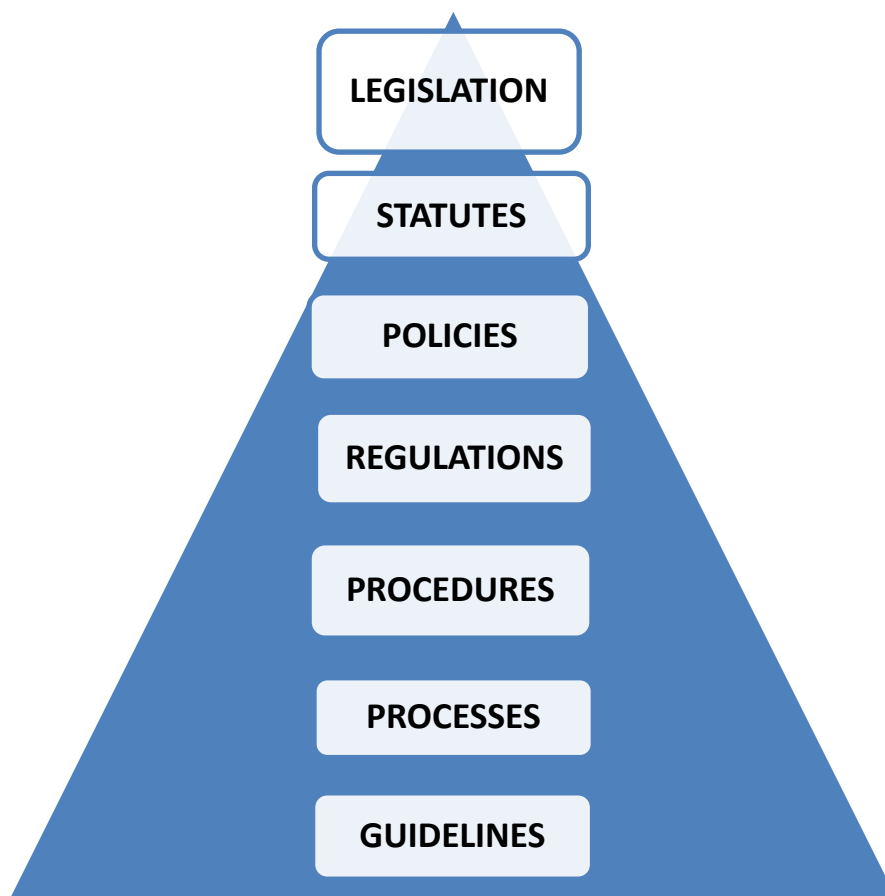 LEGISLATION
STATUTES
POLICIES
REGULATIONS
PROCEDURES
PROCESSES
GUIDELINES